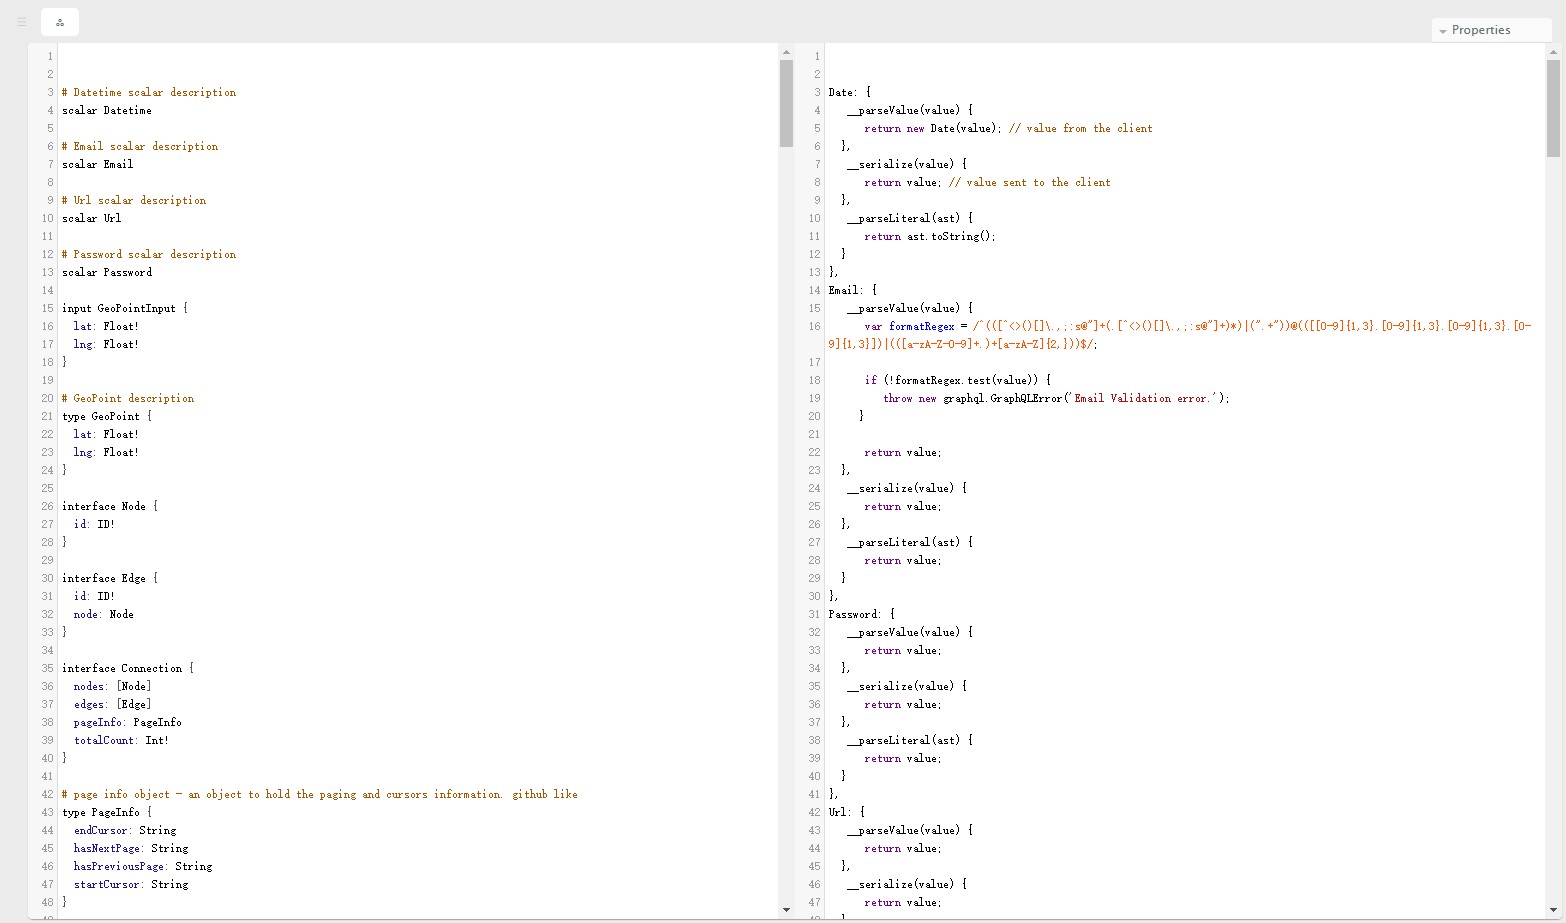 Properties
1
2
3 # Datetime scalar description
4 scalar Datetime
5
6 # Email scalar description
7 scalar Email
8
9 # Url scalar description
10 scalar Url
11
12 # Password scalar description
13 scalar Password
14
15 input GeoPointInput {
16 lat: Float!
17 lng: Float!
18 }
19
20 # GeoPoint description
21 type GeoPoint {
22 lat: Float!
23 lng: Float!
24 }
25
26 interface Node {
27 id: ID!
28 }
29
30 interface Edge {
31 id: ID!
32 node: Node
33 }
34
35 interface Connection {
36 nodes: [Node]
37 edges: [Edge]
38 pageInfo: PageInfo
39 totalCount: Int!
40 }
41
42 # page info object - an object to hold the paging and cursors information. github like
43 type PageInfo {
44 endCursor: String
45 hasNextPage: String
46 hasPreviousPage: String
47 startCursor: String
48 }
1
2
3 Date: {
4 __parseValue(value) {
5 return new Date(value); // value from the client
6 },
7 __serialize(value) {
8 return value; // value sent to the client
9 },
10 __parseLiteral(ast) {
11 return ast.toString();
12 }
13 },
14 Email: {
15 __parseValue(value) {
16 var formatRegex = /^(([^<>()[]\.,;:s@"]+(.[^<>()[]\.,;:s@"]+)*)|(".+"))@(([[0-9]{1,3}.[0-9]{1,3}.[0-9]{1,3}.[0-
9]{1,3}])|(([a-zA-Z-0-9]+.)+[a-zA-Z]{2,}))$/;
17
18 if (!formatRegex.test(value)) {
19 throw new graphql.GraphQLError('Email Validation error.');
20 }
21
22 return value;
23 },
24 __serialize(value) {
25 return value;
26 },
27 __parseLiteral(ast) {
28 return value;
29 }
30 },
31 Password: {
32 __parseValue(value) {
33 return value;
34 },
35 __serialize(value) {
36 return value;
37 },
38 __parseLiteral(ast) {
39 return value;
40 }
41 },
42 Url: {
43 __parseValue(value) {
44 return value;
45 },
46 __serialize(value) {
47 return value;